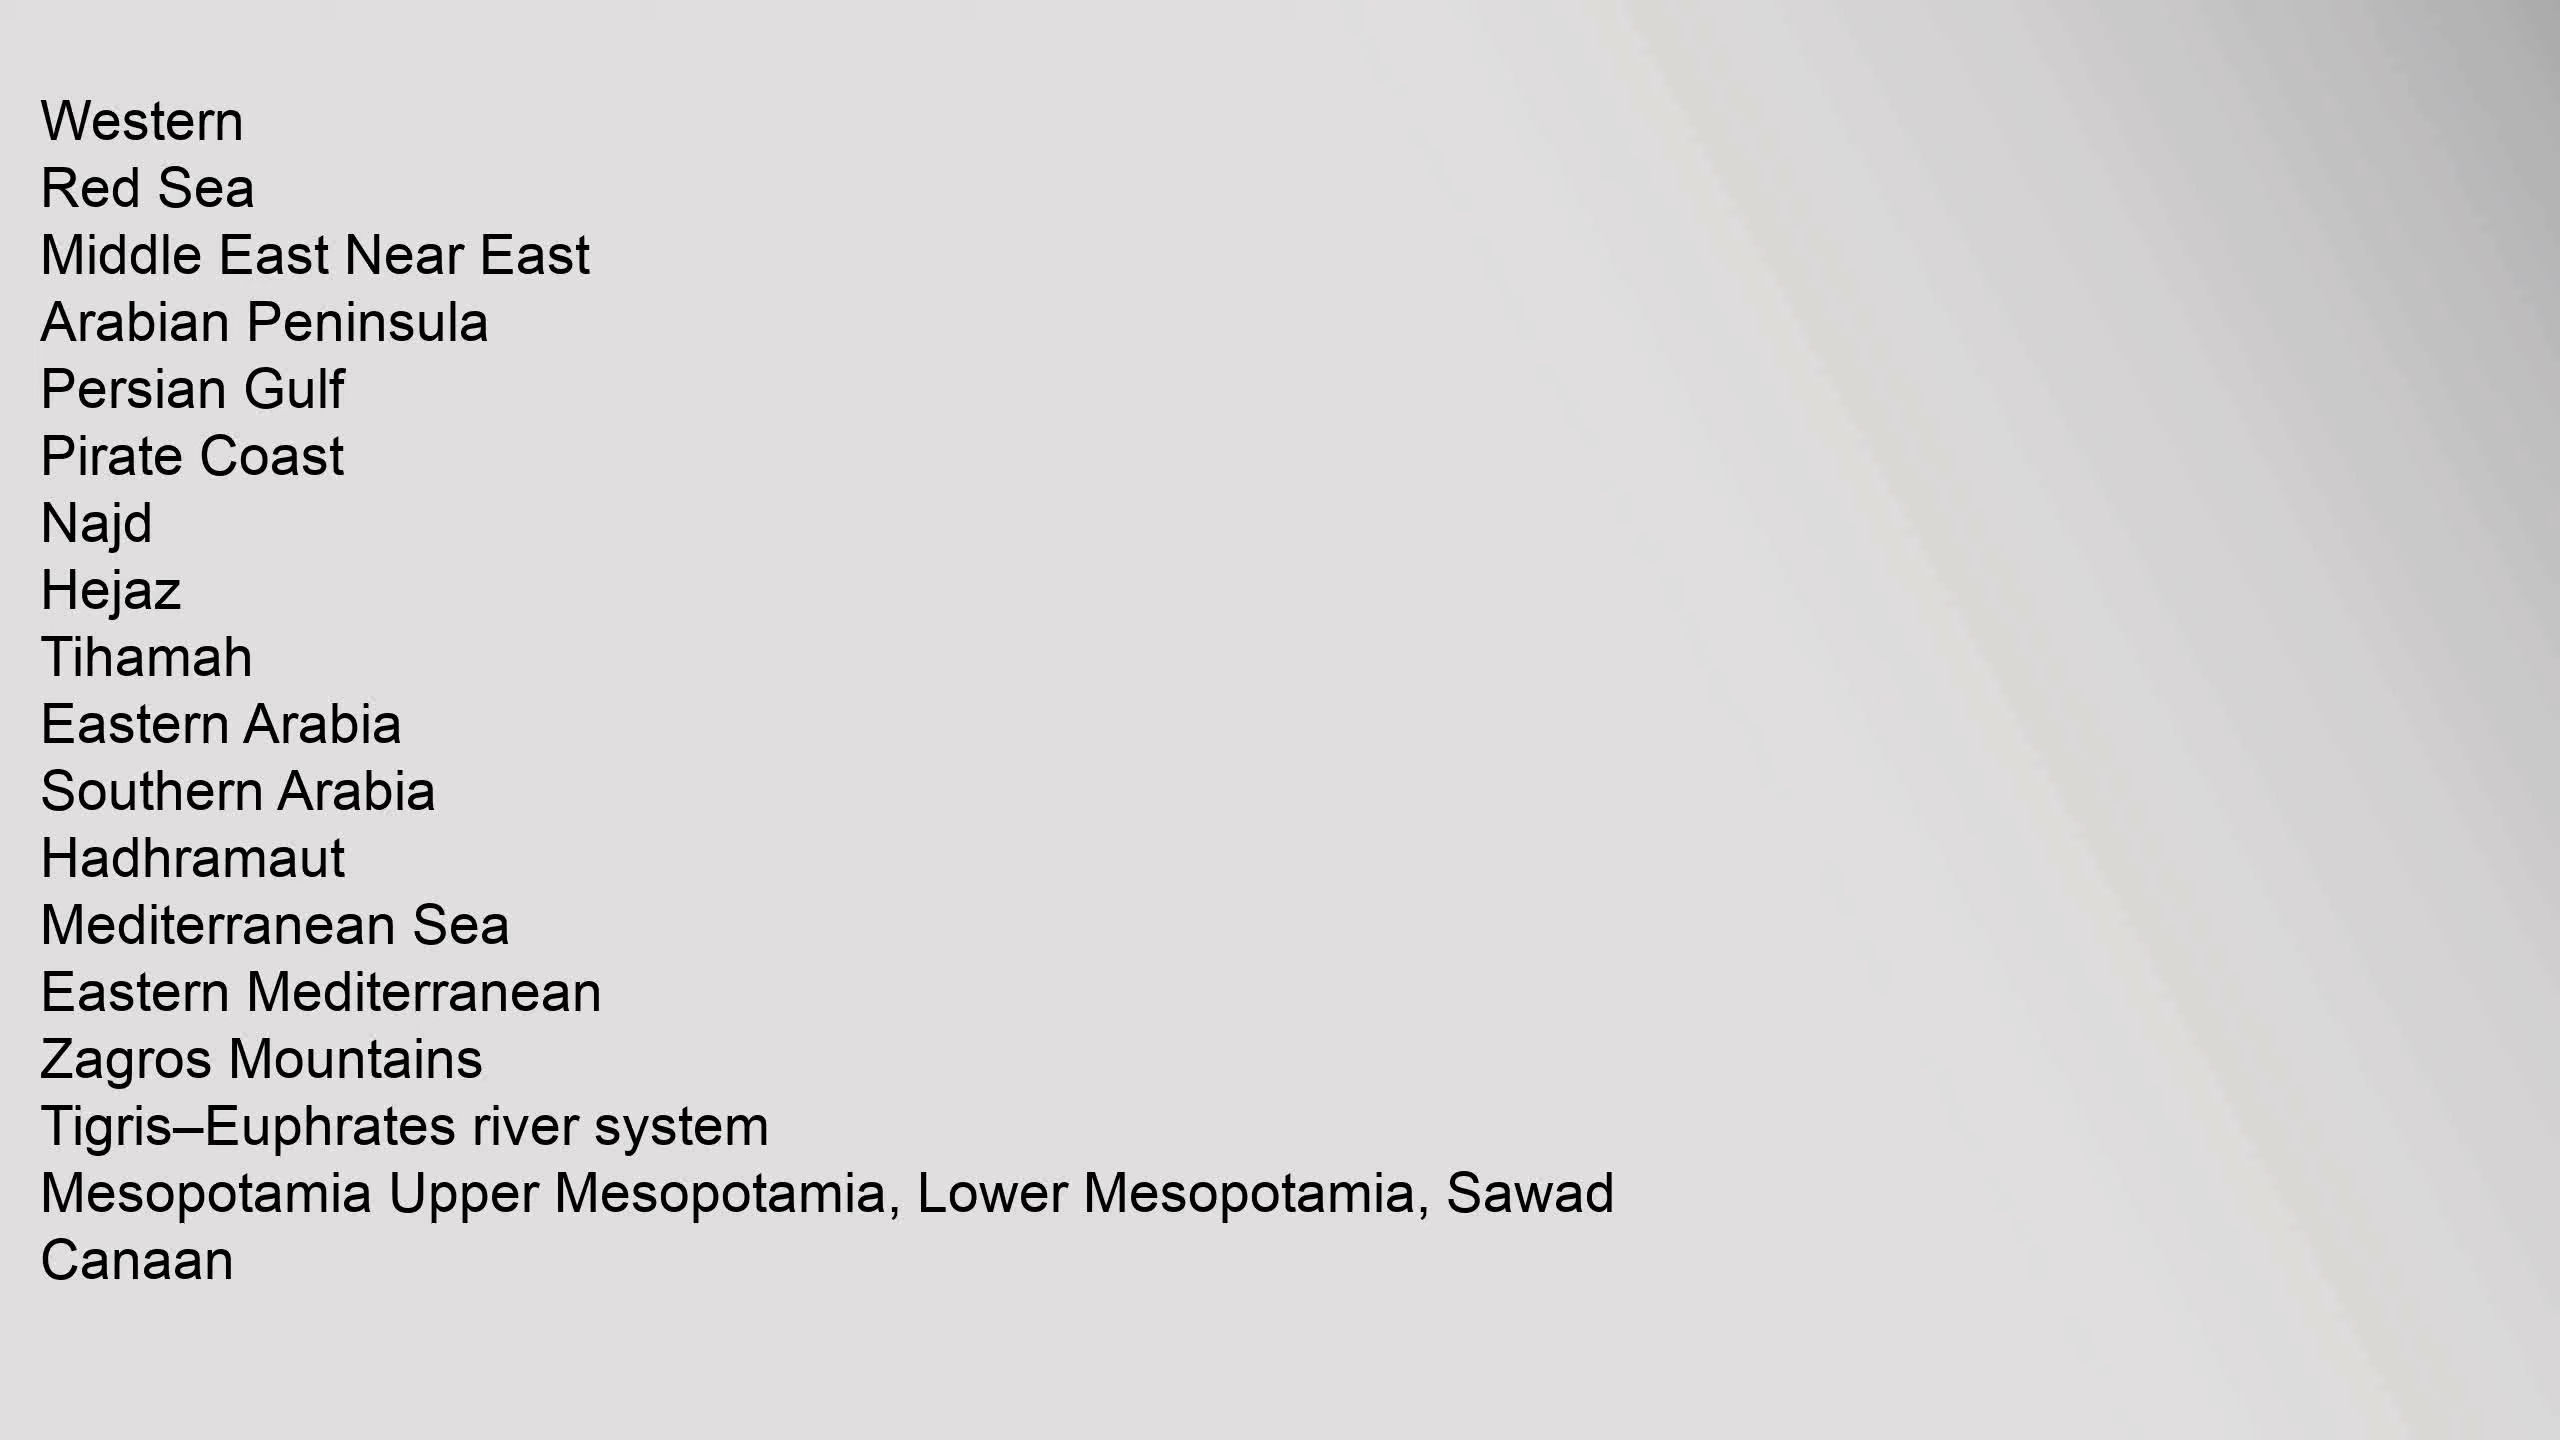 Western
Red Sea
Middle East Near East
Arabian Peninsula
Persian Gulf
Pirate Coast
Najd
Hejaz
Tihamah
Eastern Arabia
Southern Arabia
Hadhramaut
Mediterranean Sea
Eastern Mediterranean
Zagros Mountains
Tigris–Euphrates river system
Mesopotamia Upper Mesopotamia, Lower Mesopotamia, Sawad
Canaan